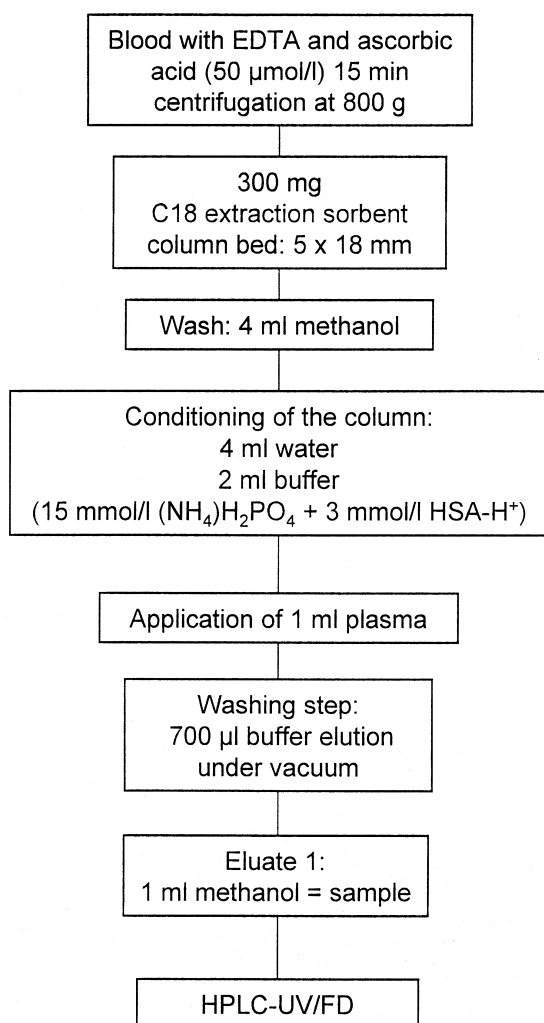 Blood with EDTA and ascorbic
acid (50 µmol/l) 15 min
centrifugation at 800 g
300 mg
C18 extraction sorbent
column bed: 5 x 18 mm
Wash: 4 ml methanol
Conditioning of the column:
4 ml water
2 ml buffer
(15 mmol/l (NH₄)H₂PO₄ + 3 mmol/l HSA-H⁺)
Application of 1 ml plasma
Washing step:
700 µl buffer elution
under vacuum
Eluate 1:
1 ml methanol = sample
HPLC-UV/FD